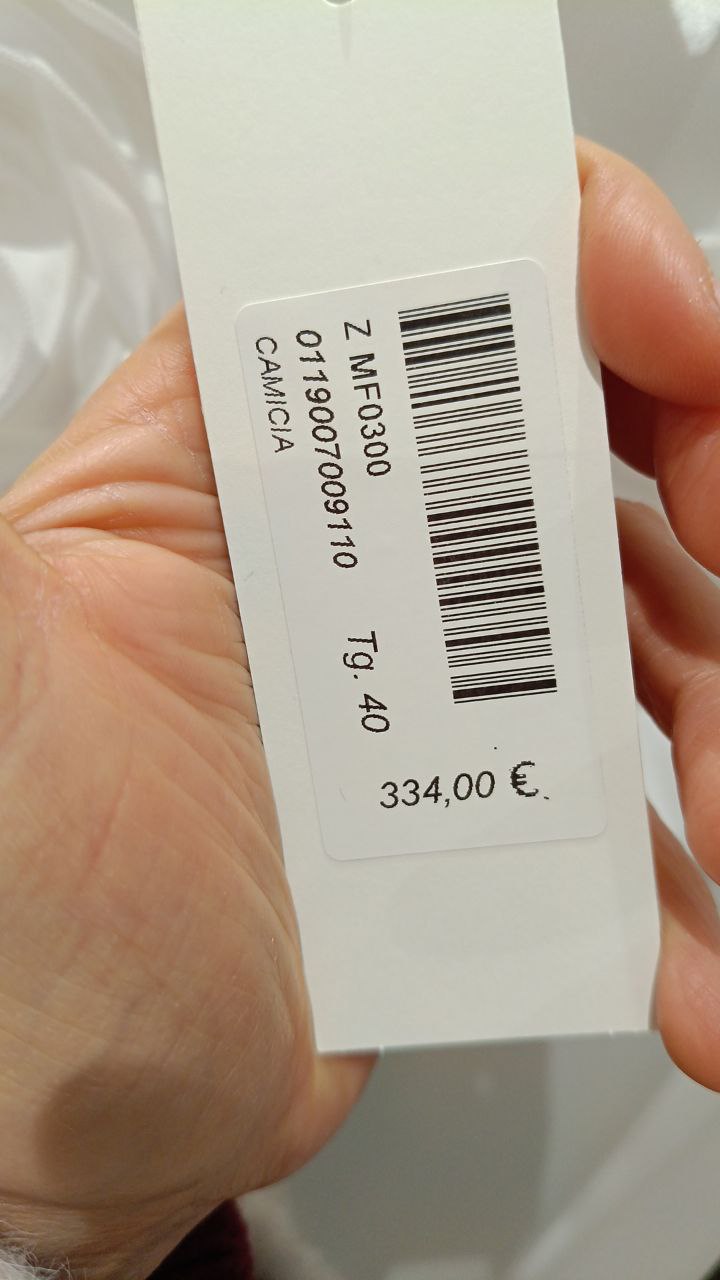 Z MF0300
0119007009110 Tg. 40
CAMICIA
334,00 €.